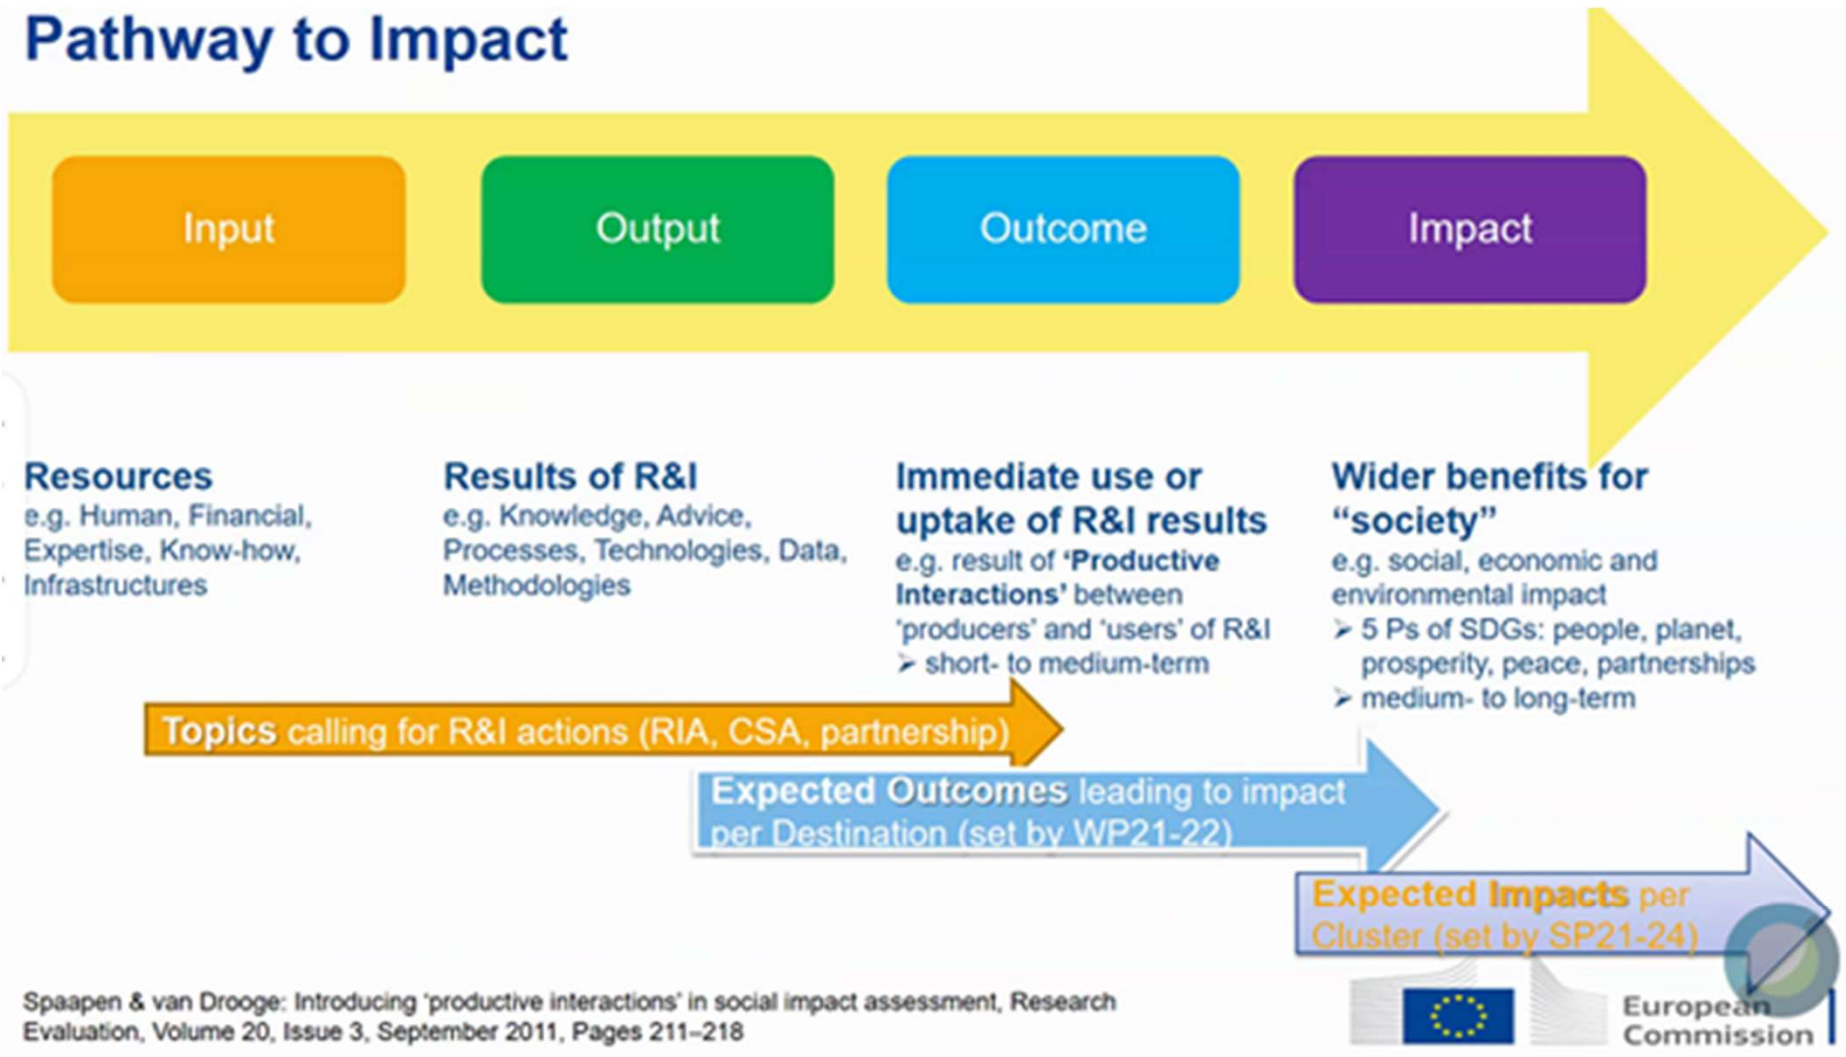 Pathway to Impact
Input
Output
Outcome
Impact
Resources
e.g. Human, Financial,
Expertise, Know-how,
Infrastructures
Results of R&I
e.g. Knowledge, Advice,
Processes, Technologies, Data,
Methodologies
Immediate use or
uptake of R&I results
e.g. result of ‘Productive
Interactions’ between
‘producers’ and ‘users’ of R&I
➢ short- to medium-term
Wider benefits for
“society”
e.g. social, economic and
environmental impact
➢ 5 Ps of SDGs: people, planet,
prosperity, peace, partnerships
➢ medium- to long-term
Topics calling for R&I actions (RIA, CSA, partnership)
Expected Outcomes leading to impact
per Destination (set by WP21-22)
Expected Impacts per
Cluster (set by SP21-24)
Spaapen & van Drooge: Introducing ‘productive interactions’ in social impact assessment, Research
Evaluation, Volume 20, Issue 3, September 2011, Pages 211–218
European
Commission